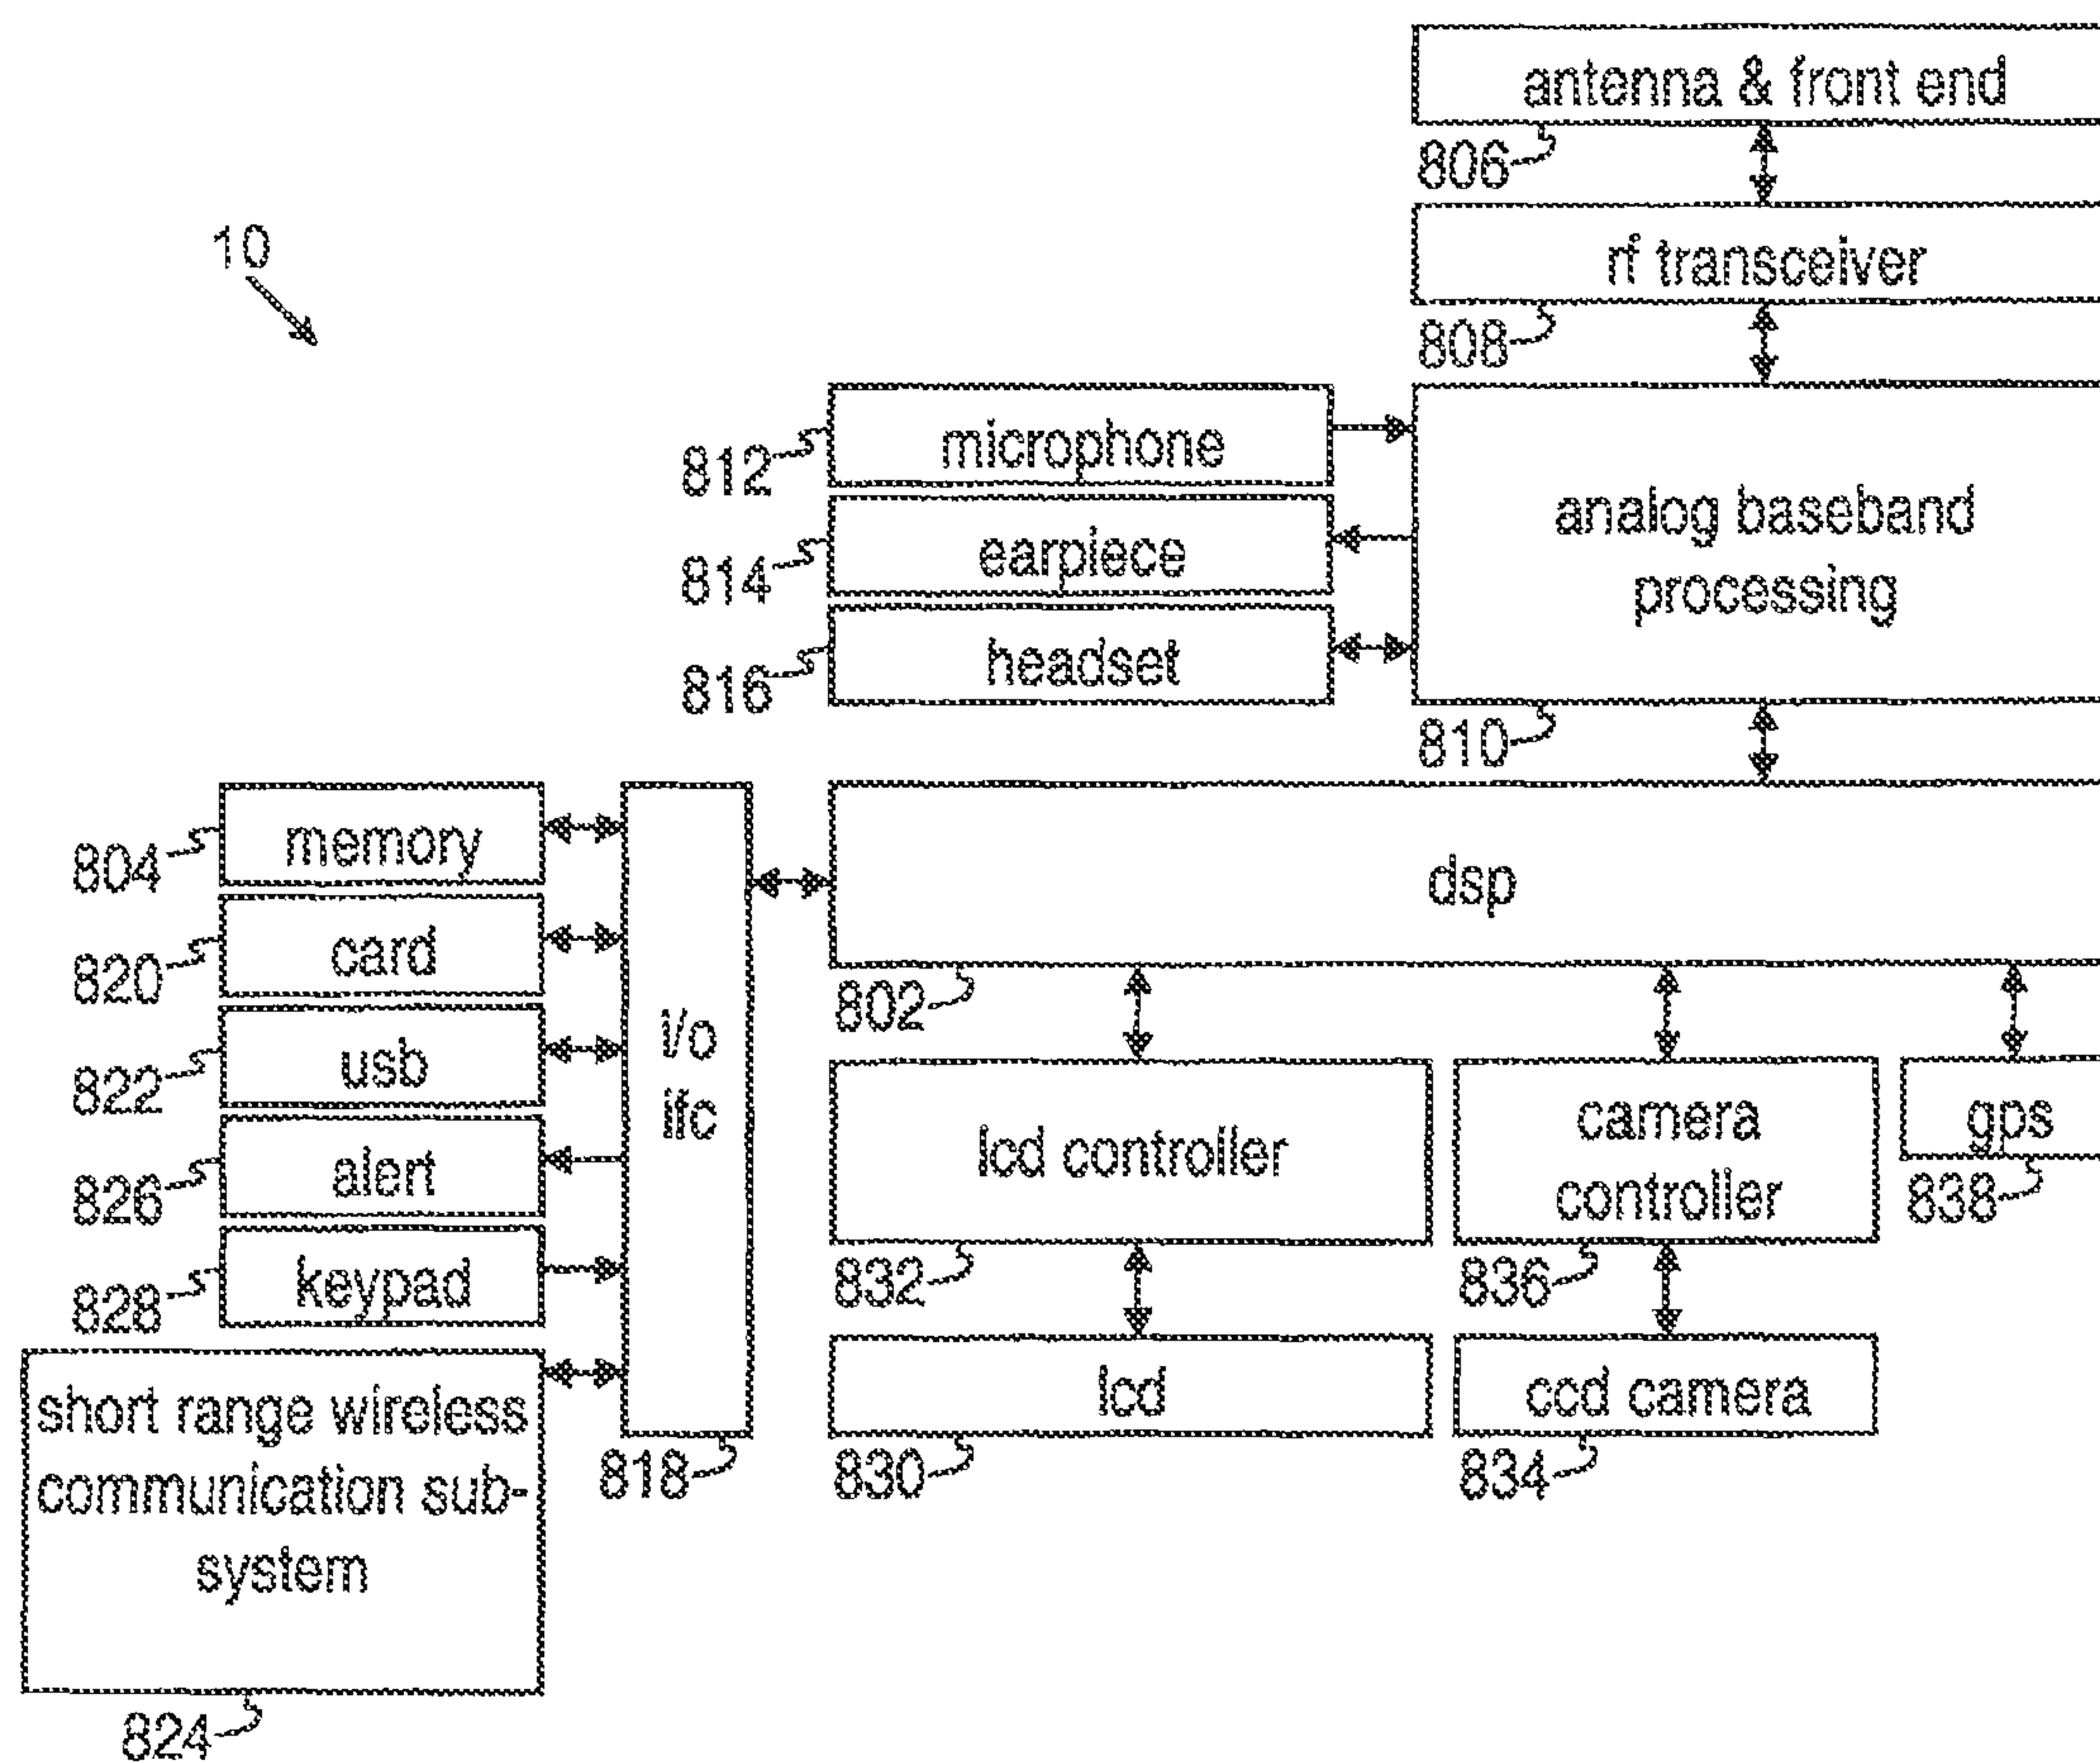 antenna & front end
806
10
rf transceiver
808
microphone
812
analog baseband
processing
earpiece
814
headset
816
810
memory
804
dsp
card
820
802
i/o
ifc
usb
822
lcd controller
camera
controller
gps
838
alert
826
keypad
828
832
836
short range wireless
communication sub-
system
lcd
ccd camera
818
830
834
824